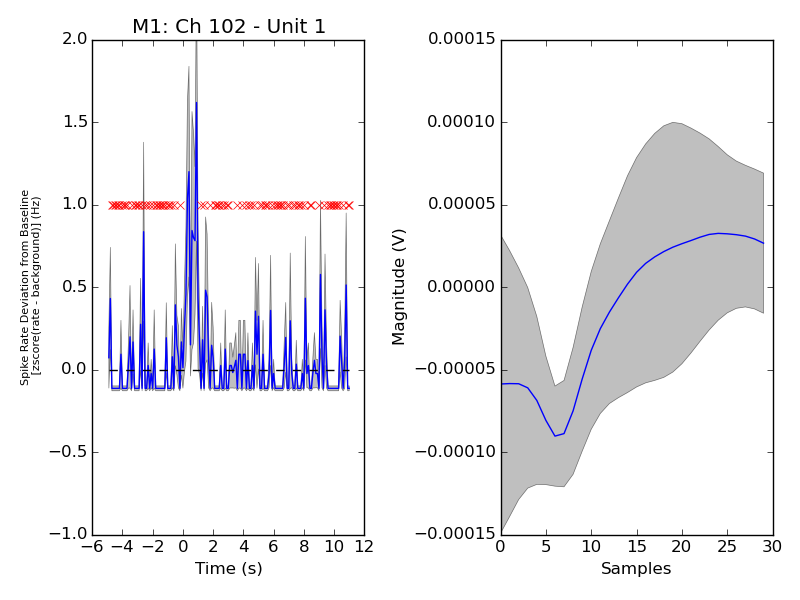 M1: Ch 102 - Unit 1
2.0
1.5
1.0
0.5
0.0
−0.5
−1.0
−6 −4 −2 0 2 4 6 8 10 12
Time (s)
Spike Rate Deviation from Baseline
[zscore(rate - background)] (Hz)
0.00015
0.00010
0.00005
0.00000
−0.00005
−0.00010
−0.00015
0 5 10 15 20 25 30
Samples
Magnitude (V)